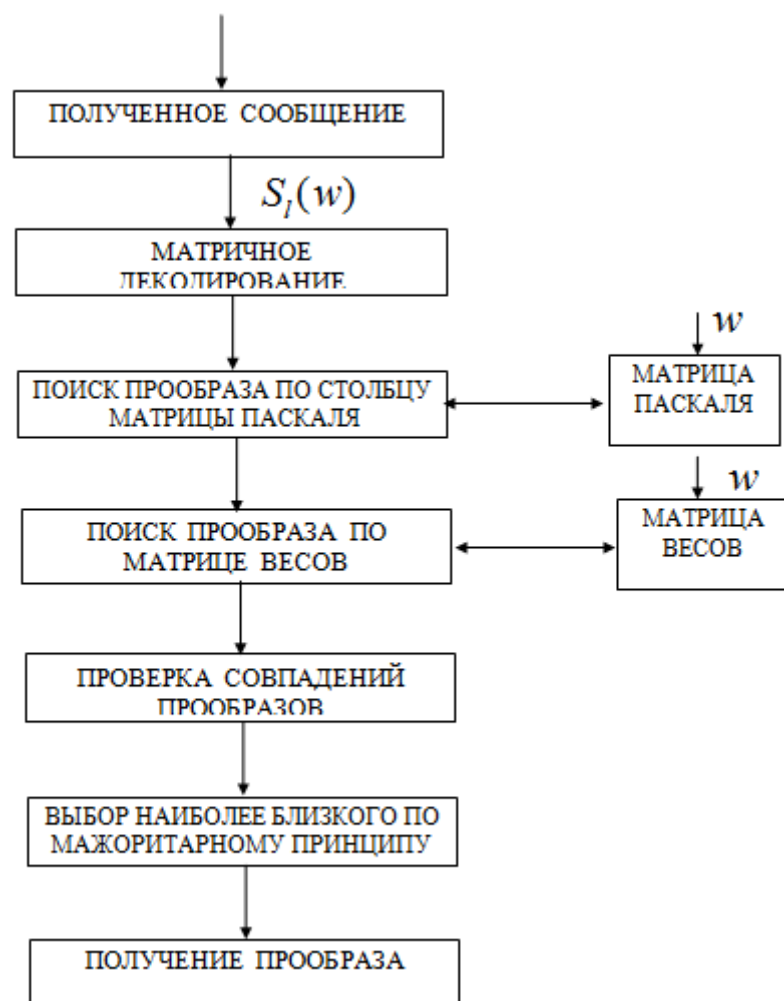 ПОЛУЧЕННОЕ СООБЩЕНИЕ
S_l(w)
МАТРИЧНОЕ
ДЕКОДИРОВАНИЕ
w
ПОИСК ПРООБРАЗА ПО СТОЛБЦУ
МАТРИЦЫ ПАСКАЛЯ
МАТРИЦА
ПАСКАЛЯ
w
ПОИСК ПРООБРАЗА ПО
МАТРИЦЕ ВЕСОВ
МАТРИЦА
ВЕСОВ
ПРОВЕРКА СОВПАДЕНИЙ
ПРООБРАЗОВ
ВЫБОР НАИБОЛЕЕ БЛИЗКОГО ПО
МАЖОРИТАРНОМУ ПРИНЦИПУ
ПОЛУЧЕНИЕ ПРООБРАЗА